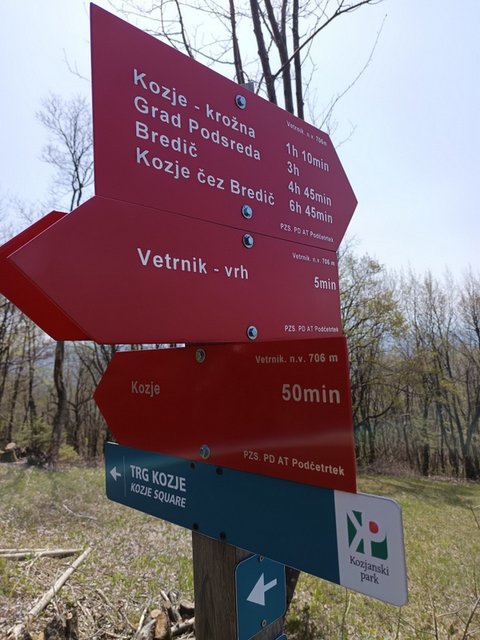 Vetrnik, n.v. 706m
Kozje - krožna 1h 10min
Grad Podsreda 3h
Bredič 4h 45min
Kozje čez Bredič 6h 45min
PZS. PD AT Podčetrtek
Vetrnik. n.v. 706 m
Vetrnik - vrh 5min
PZS. PD AT Podčetrtek
Vetrnik. n.v. 706 m
Kozje 50min
PZS. PD AT Podčetrtek
TRG KOZJE
KOZJE SQUARE
Kozjanski
park